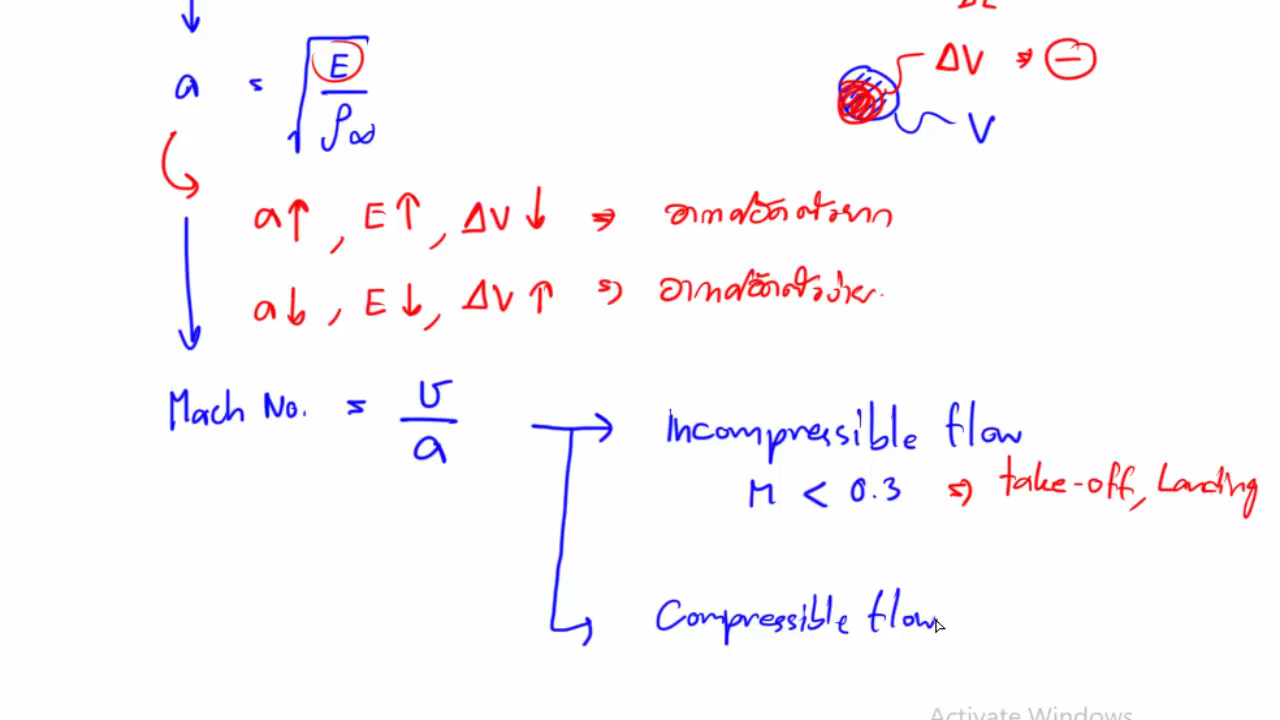 ΔV ⇒ ⊖
a = √(E/ρ∞)
V
a↑, E↑, ΔV↓ ⇒ อากาศอัดตัวยาก
a↓, E↓, ΔV↑ ⇒ อากาศอัดตัวง่าย
Mach No. = v/a → Incompressible flow
M < 0.3 ⇒ take-off, Landing
Compressible flow
Activate Windows